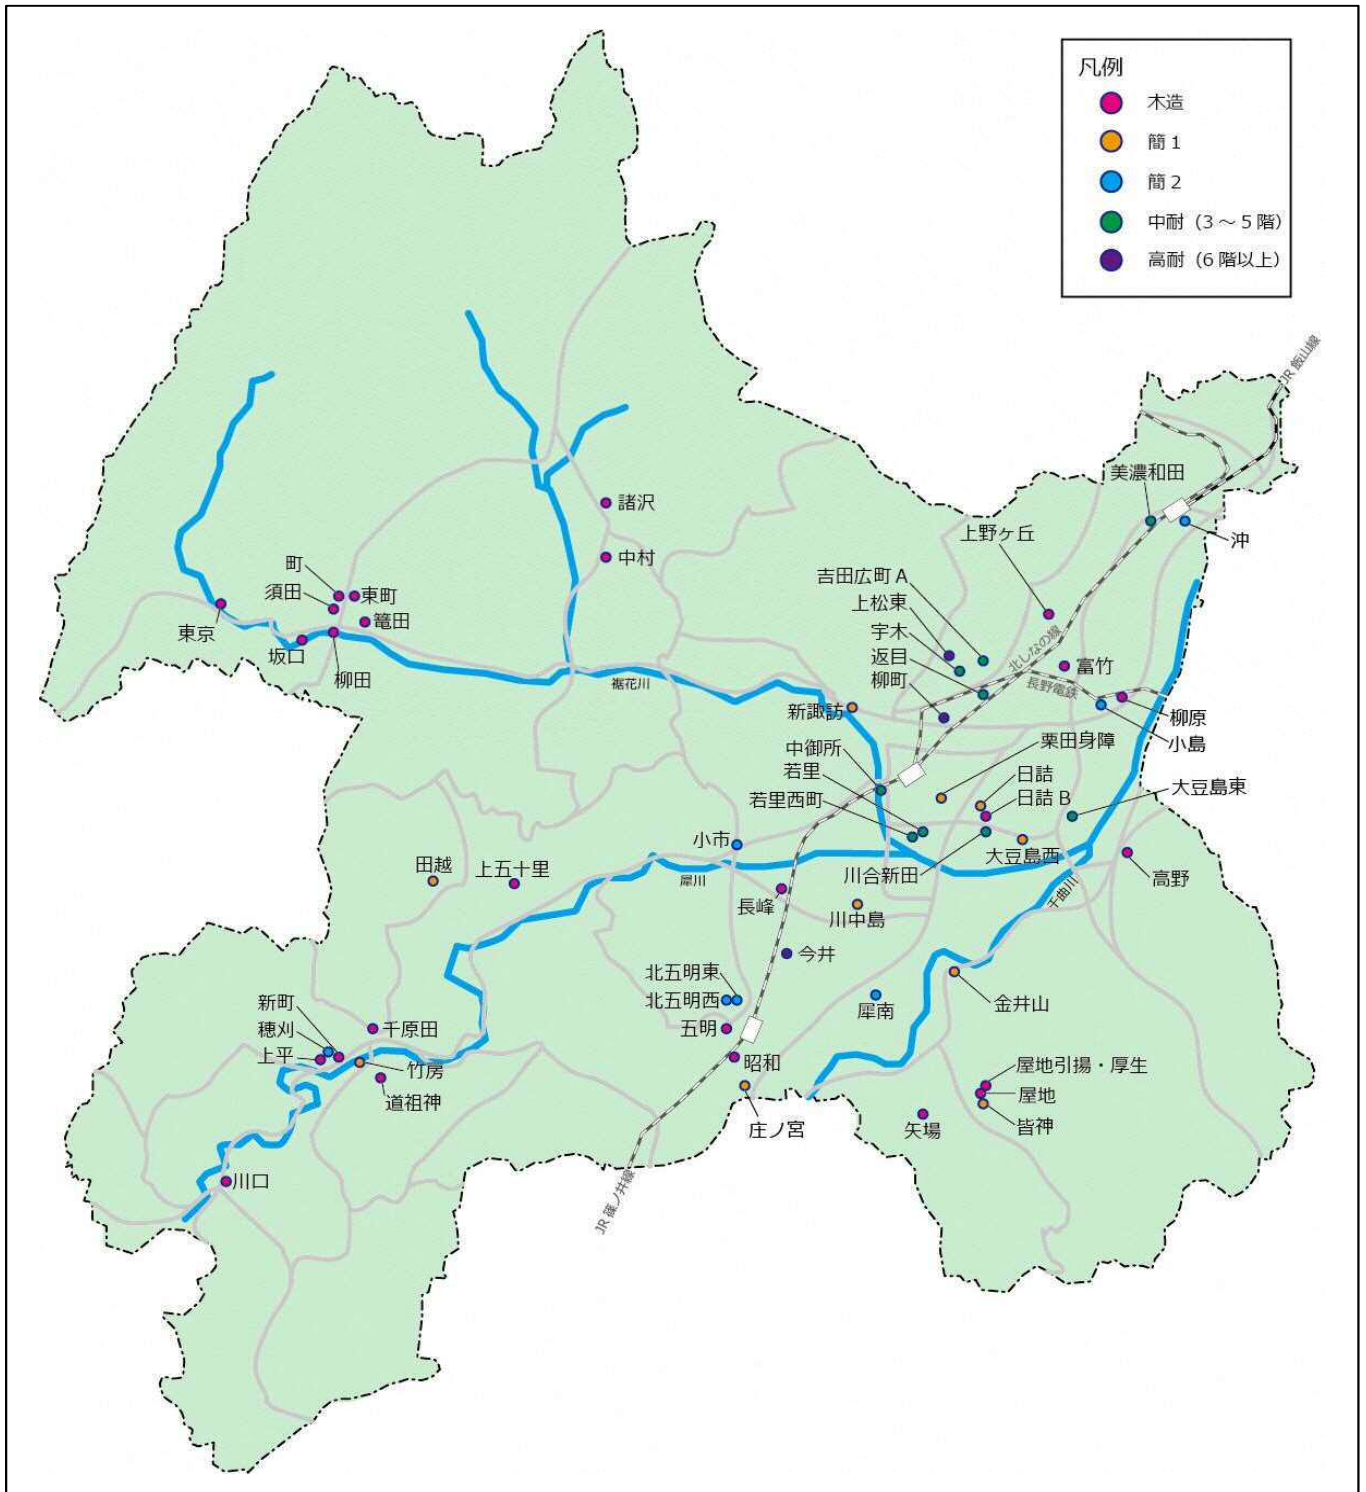 凡例
木造
簡1
簡2
中耐（3～5階）
高耐（6階以上）
JR 飯山線
美濃和田
沖
上野ヶ丘
吉田広町A
上松東
宇木
返目
柳町
北しなの線
富竹
長野電鉄
柳原
小島
諸沢
中村
町
須田
東町
篭田
東京
坂口
柳田
裾花川
新諏訪
中御所
若里
若里西町
栗田身障
日詰
日詰B
大豆島東
大豆島西
川合新田
高野
千曲川
小市
犀川
田越
上五十里
長峰
川中島
今井
北五明東
北五明西
五明
昭和
庄ノ宮
犀南
金井山
新町
穂刈
上平
千原田
竹房
道祖神
川口
屋地引揚・厚生
屋地
皆神
矢場
JR 篠ノ井線